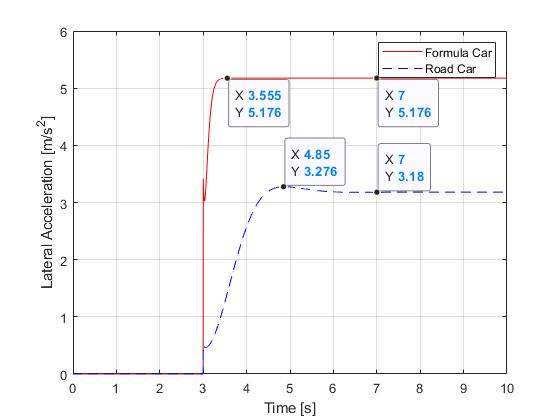 Lateral Acceleration [m/s2]
6
5
4
3
2
1
0
Formula Car
Road Car
X 3.555
Y 5.176
X 7
Y 5.176
X 4.85
Y 3.276
X 7
Y 3.18
0 1 2 3 4 5 6 7 8 9 10
Time [s]